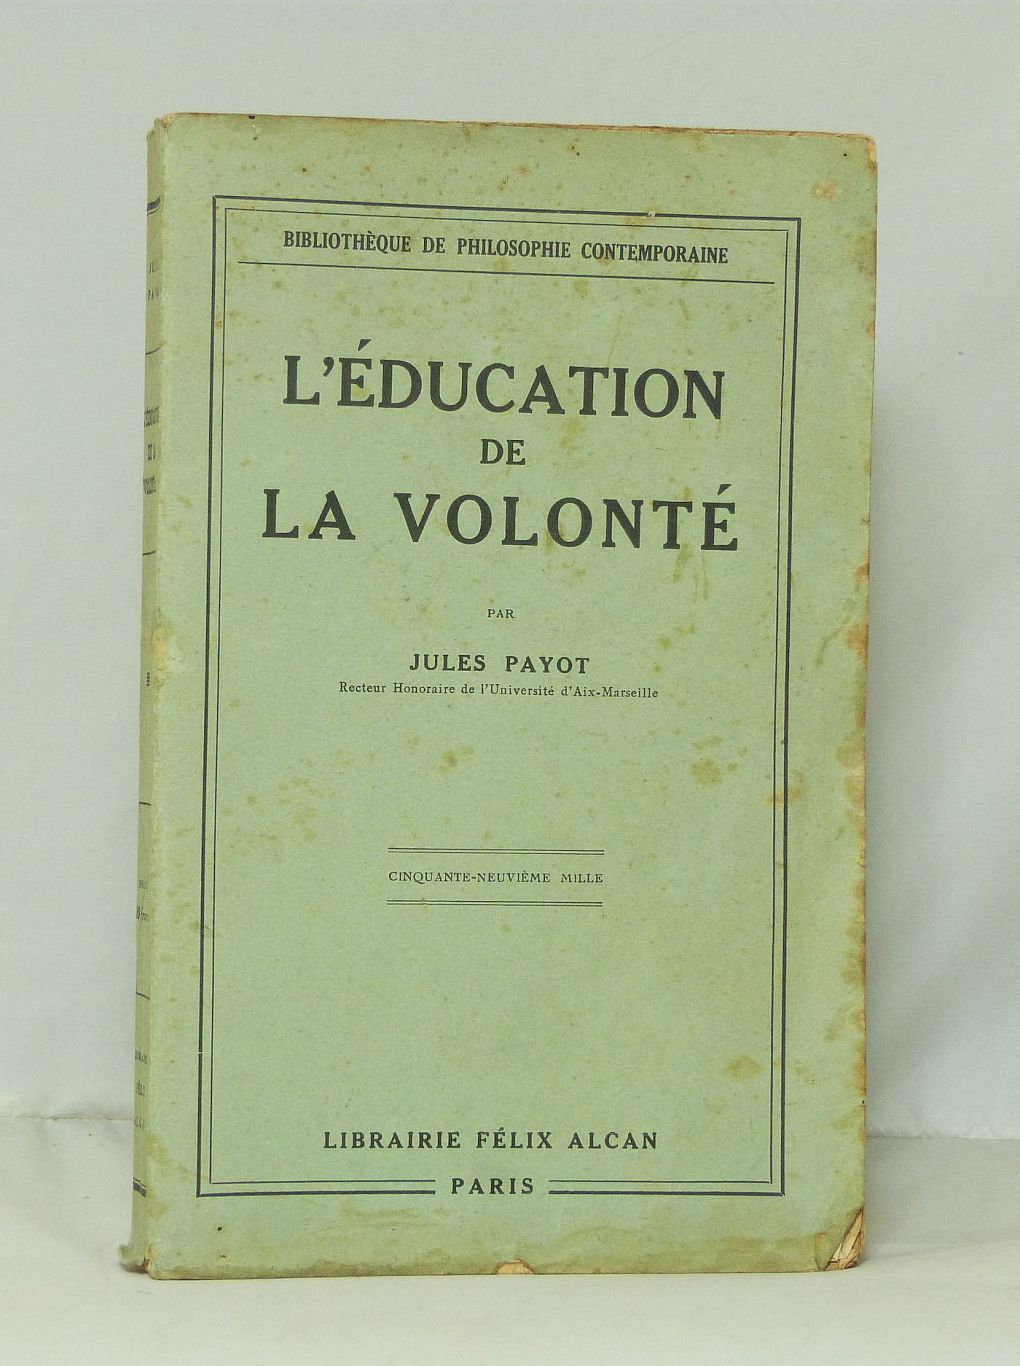 BIBLIOTHÈQUE DE PHILOSOPHIE CONTEMPORAINE
L'ÉDUCATION
DE
LA VOLONTÉ
PAR
JULES PAYOT
Recteur Honoraire de l'Université d'Aix-Marseille
CINQUANTE-NEUVIÈME MILLE
LIBRAIRIE FÉLIX ALCAN
PARIS